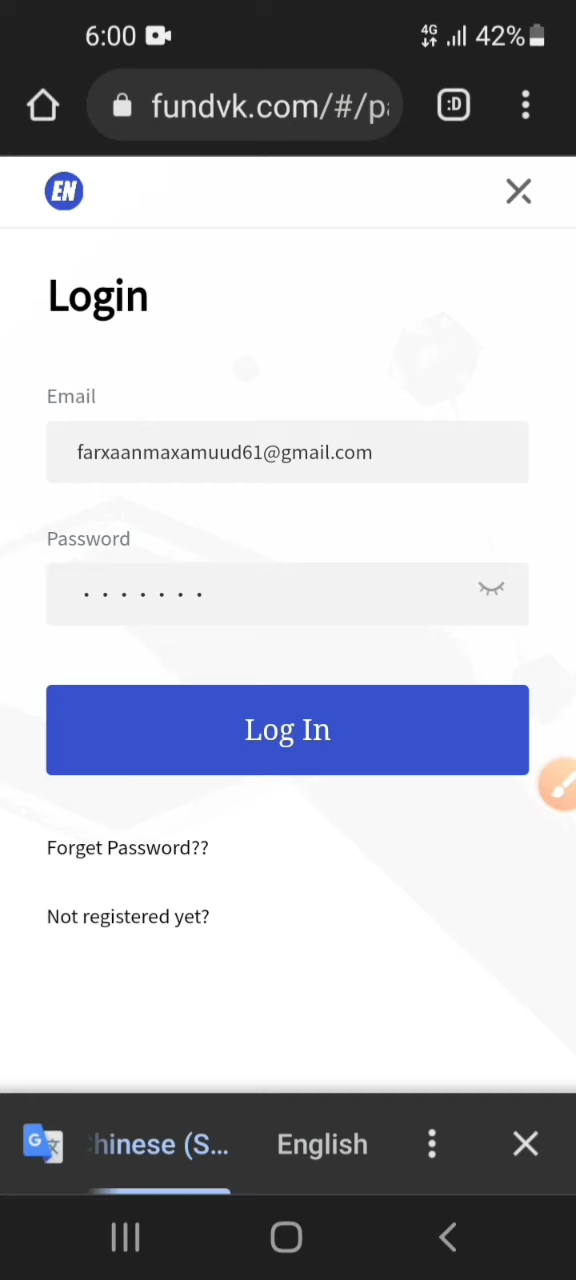 6:00 4G 42%
fundvk.com/#/pa :D
EN
Login
Email
farxaanmaxamuud61@gmail.com
Password
Log In
Forget Password??
Not registered yet?
G hinese (S... English